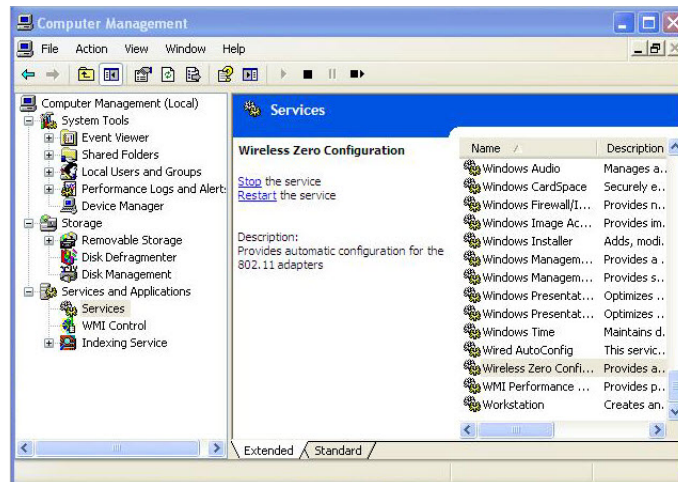 Computer Management
File Action View Window Help
Computer Management (Local)
System Tools
Event Viewer
Shared Folders
Local Users and Groups
Performance Logs and Alert:
Device Manager
Storage
Removable Storage
Disk Defragmenter
Disk Management
Services and Applications
Services
WMI Control
Indexing Service
Services
Wireless Zero Configuration
Stop the service
Restart the service
Description:
Provides automatic configuration for the
802.11 adapters
Name Description
Windows Audio Manages a..
Windows CardSpace Securely e..
Windows Firewall/I... Provides n..
Windows Image Ac... Provides im.
Windows Installer Adds, modi.
Windows Managem... Provides a .
Windows Managem... Provides s..
Windows Presentat... Optimizes ..
Windows Presentat... Optimizes ..
Windows Time Maintains d.
Wired AutoConfig This servic..
Wireless Zero Confi... Provides a..
WMI Performance ... Provides p..
Workstation Creates an.
Extended Standard